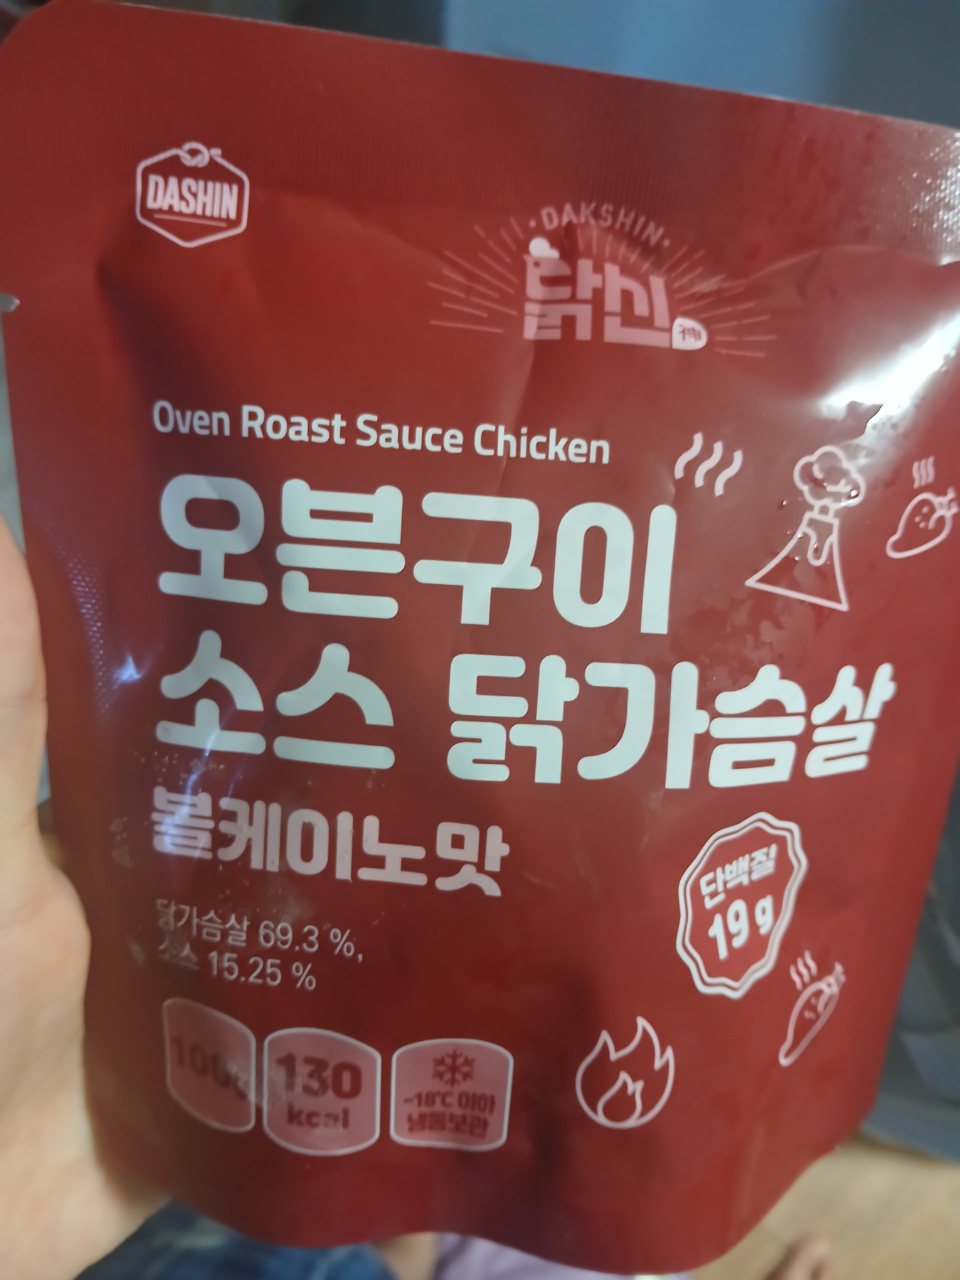 DASHIN
DAKSHIN
닭신
Oven Roast Sauce Chicken
오븐구이
소스 닭가슴살
볼케이노맛
닭가슴살 69.3 %,
소스 15.25 %
단백질
19 g
100g
130
kcal
-18℃ 이하
냉동보관